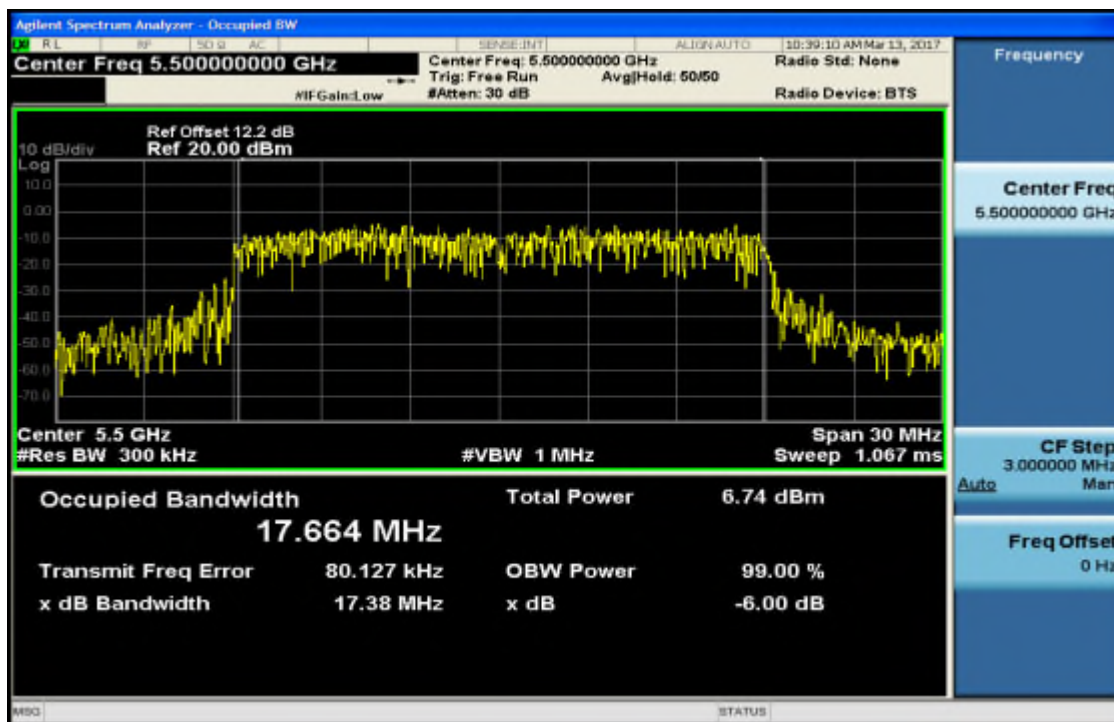 Agilent Spectrum Analyzer - Occupied BW
LXI RL RF 50 Ω AC SENSE:INT ALIGN AUTO 10:39:10 AM Mar 13, 2017
Center Freq 5.500000000 GHz
Center Freq: 5.500000000 GHz Radio Std: None
Trig: Free Run Avg|Hold: 50/50
#IFGain:Low #Atten: 30 dB Radio Device: BTS
Ref Offset 12.2 dB
10 dB/div Ref 20.00 dBm
Log
10.0
0.00
-10.0
-20.0
-30.0
-40.0
-50.0
-60.0
-70.0
Center 5.5 GHz Span 30 MHz
#Res BW 300 kHz #VBW 1 MHz Sweep 1.067 ms
Occupied Bandwidth Total Power 6.74 dBm
17.664 MHz
Transmit Freq Error 80.127 kHz OBW Power 99.00 %
x dB Bandwidth 17.38 MHz x dB -6.00 dB
MSG STATUS
Frequency
Center Freq
5.500000000 GHz
CF Step
3.000000 MHz
Auto Man
Freq Offset
0 Hz